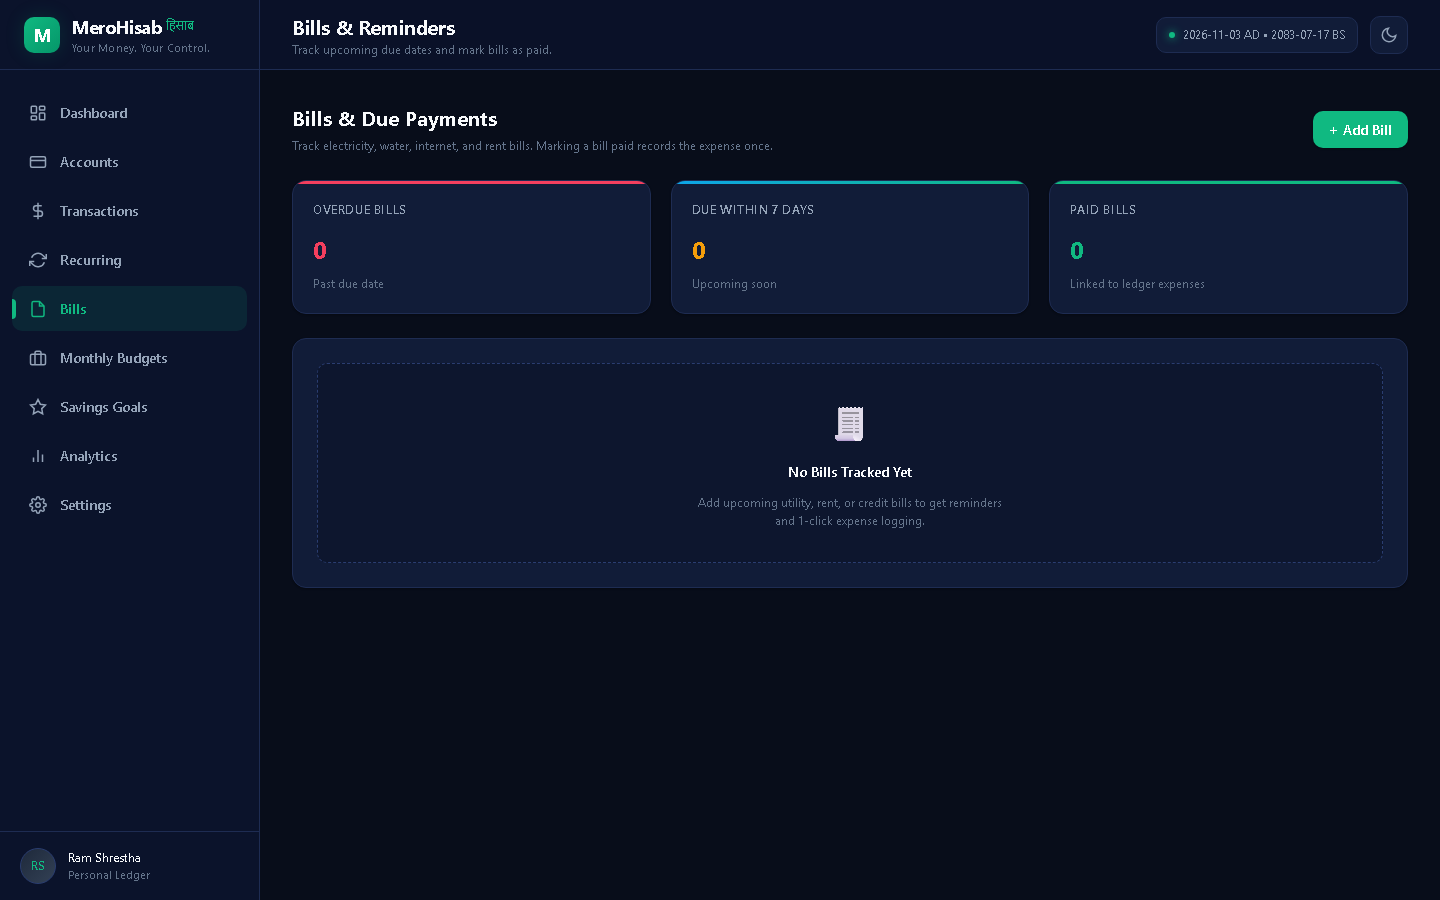 M
MeroHisab हिसाब
Your Money. Your Control.
Dashboard
Accounts
Transactions
Recurring
Bills
Monthly Budgets
Savings Goals
Analytics
Settings
RS
Ram Shrestha
Personal Ledger
Bills & Reminders
Track upcoming due dates and mark bills as paid.
2026-11-03 AD • 2083-07-17 BS
Bills & Due Payments
Track electricity, water, internet, and rent bills. Marking a bill paid records the expense once.
+ Add Bill
OVERDUE BILLS
0
Past due date
DUE WITHIN 7 DAYS
0
Upcoming soon
PAID BILLS
0
Linked to ledger expenses
No Bills Tracked Yet
Add upcoming utility, rent, or credit bills to get reminders
and 1-click expense logging.